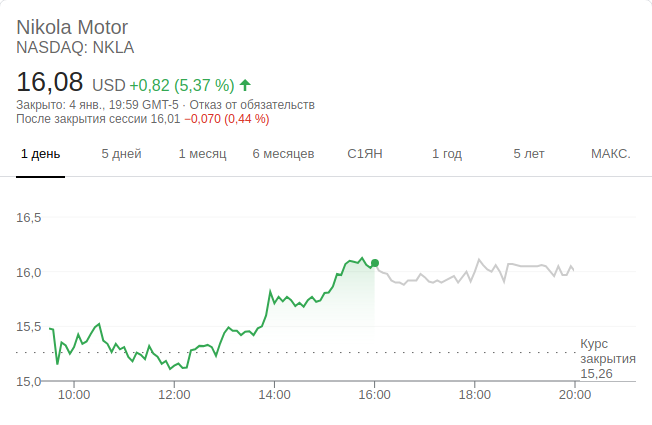 Nikola Motor
NASDAQ: NKLA
16,08 USD +0,82 (5,37 %)
Закрыто: 4 янв., 19:59 GMT-5 · Отказ от обязательств
После закрытия сессии 16,01 −0,070 (0,44 %)
1 день 5 дней 1 месяц 6 месяцев С1ЯН 1 год 5 лет МАКС.
16,5
16,0
15,5
15,0
Курс
закрытия
15,26
10:00 12:00 14:00 16:00 18:00 20:00